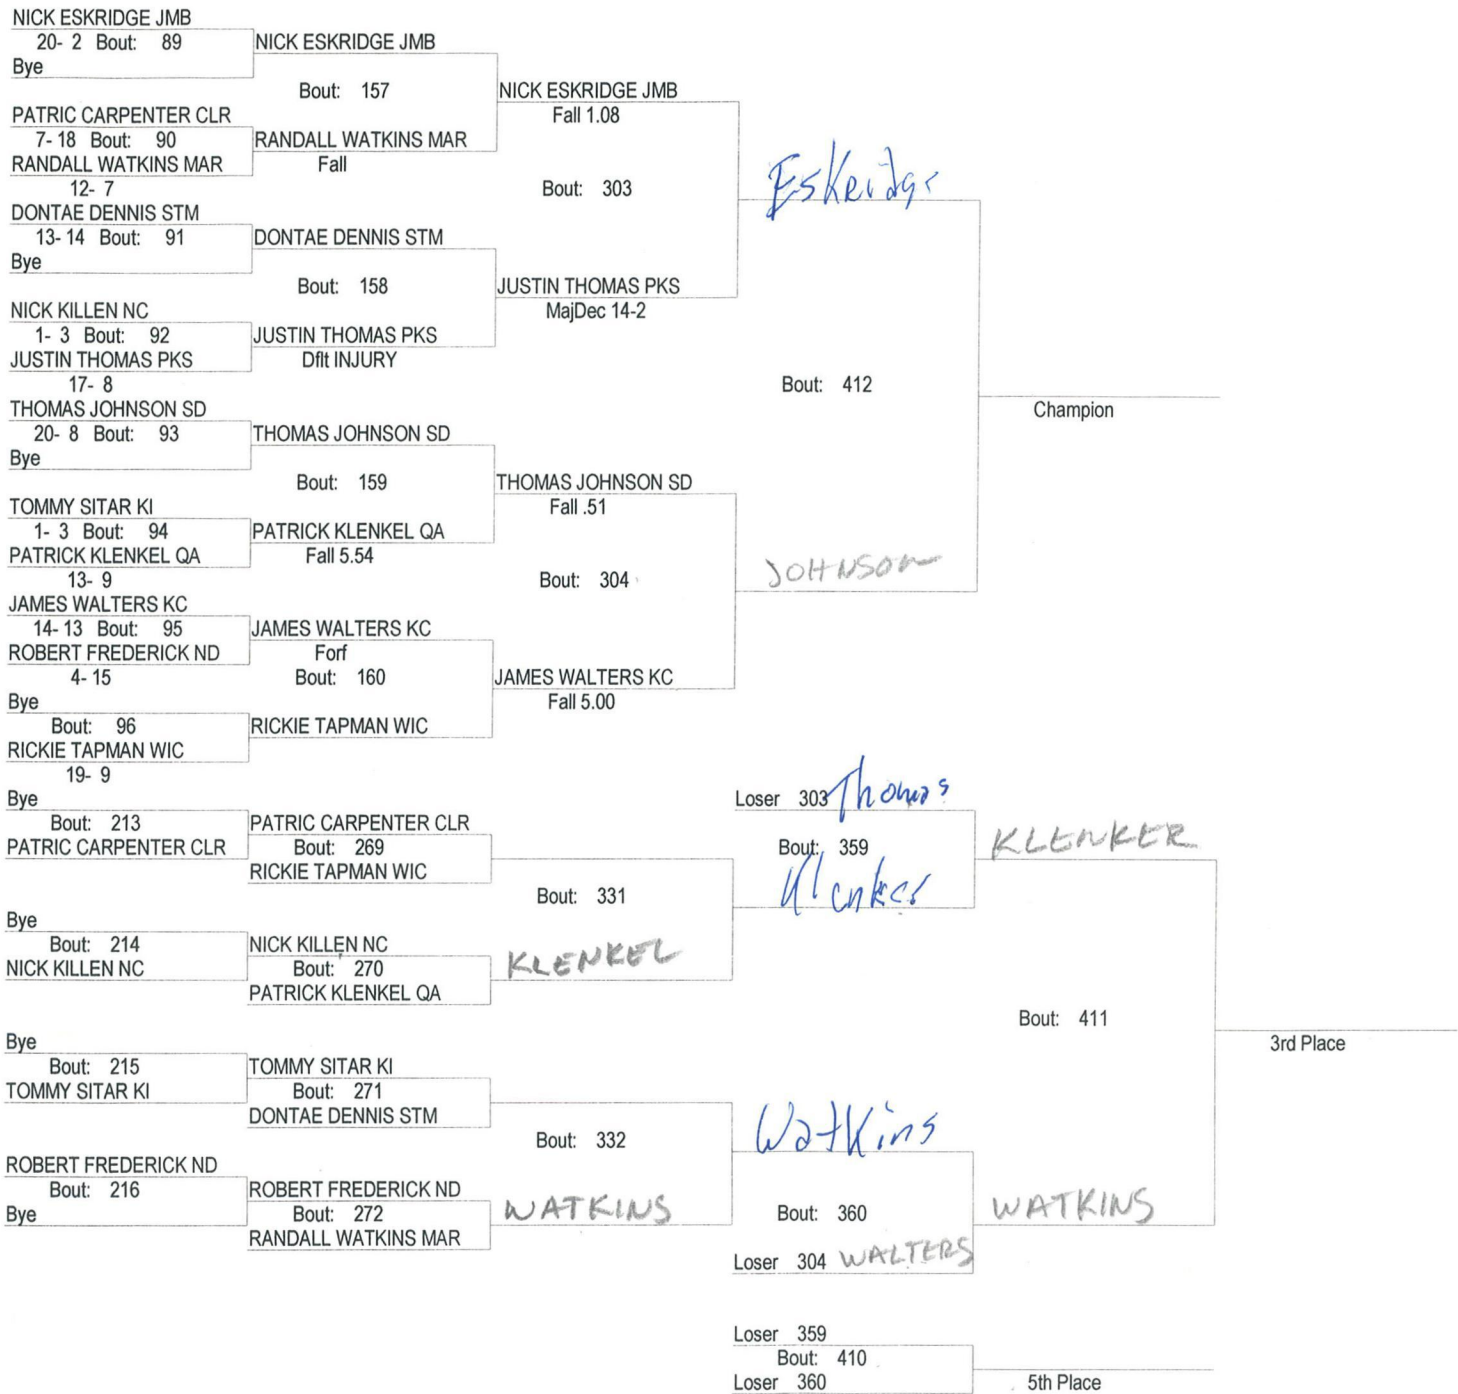 NICK ESKRIDGE JMB
20- 2 Bout: 89
NICK ESKRIDGE JMB
Bye
Bout: 157
NICK ESKRIDGE JMB
PATRIC CARPENTER CLR
Fall 1.08
7- 18 Bout: 90
RANDALL WATKINS MAR
RANDALL WATKINS MAR
Fall
12- 7
Bout: 303
Eskridge
DONTAE DENNIS STM
13- 14 Bout: 91
DONTAE DENNIS STM
Bye
Bout: 158
JUSTIN THOMAS PKS
NICK KILLEN NC
MajDec 14-2
1- 3 Bout: 92
JUSTIN THOMAS PKS
JUSTIN THOMAS PKS
Dflt INJURY
17- 8
Bout: 412
THOMAS JOHNSON SD
Champion
20- 8 Bout: 93
THOMAS JOHNSON SD
Bye
Bout: 159
THOMAS JOHNSON SD
TOMMY SITAR KI
Fall .51
1- 3 Bout: 94
PATRICK KLENKEL QA
PATRICK KLENKEL QA
Fall 5.54
13- 9
Bout: 304
JOHNSON
JAMES WALTERS KC
14- 13 Bout: 95
JAMES WALTERS KC
ROBERT FREDERICK ND
Forf
4- 15
Bout: 160
JAMES WALTERS KC
Bye
Fall 5.00
Bout: 96
RICKIE TAPMAN WIC
RICKIE TAPMAN WIC
19- 9
Bye
Loser 303 Thomas
Bout: 213
PATRIC CARPENTER CLR
PATRIC CARPENTER CLR
Bout: 269
Bout: 359
KLENKER
RICKIE TAPMAN WIC
Bout: 331
Klenker
Bye
Bout: 214
NICK KILLEN NC
NICK KILLEN NC
Bout: 270
KLENKEL
PATRICK KLENKEL QA
Bout: 411
Bye
3rd Place
Bout: 215
TOMMY SITAR KI
TOMMY SITAR KI
Bout: 271
DONTAE DENNIS STM
Bout: 332
Watkins
ROBERT FREDERICK ND
Bout: 216
ROBERT FREDERICK ND
Bye
Bout: 272
WATKINS
Bout: 360
WATKINS
RANDALL WATKINS MAR
Loser 304 WALTERS
Loser 359
Bout: 410
Loser 360
5th Place